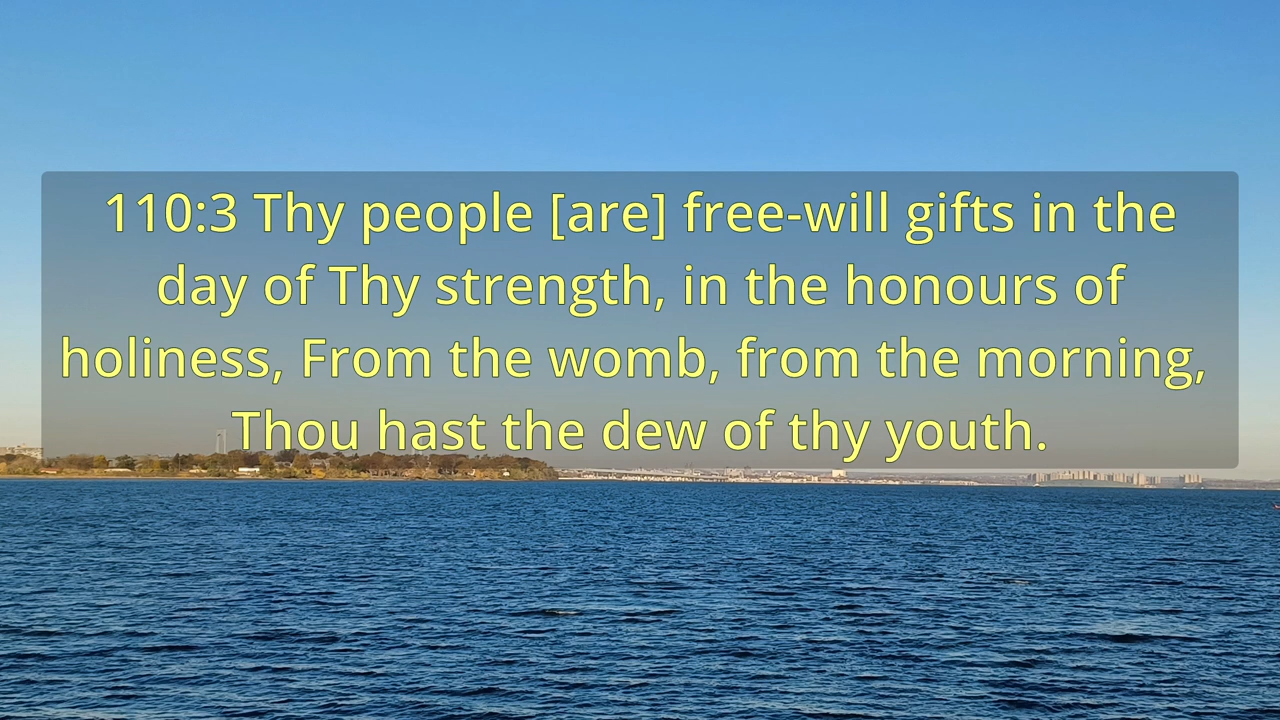 110:3 Thy people [are] free-will gifts in the
day of Thy strength, in the honours of
holiness, From the womb, from the morning,
Thou hast the dew of thy youth.